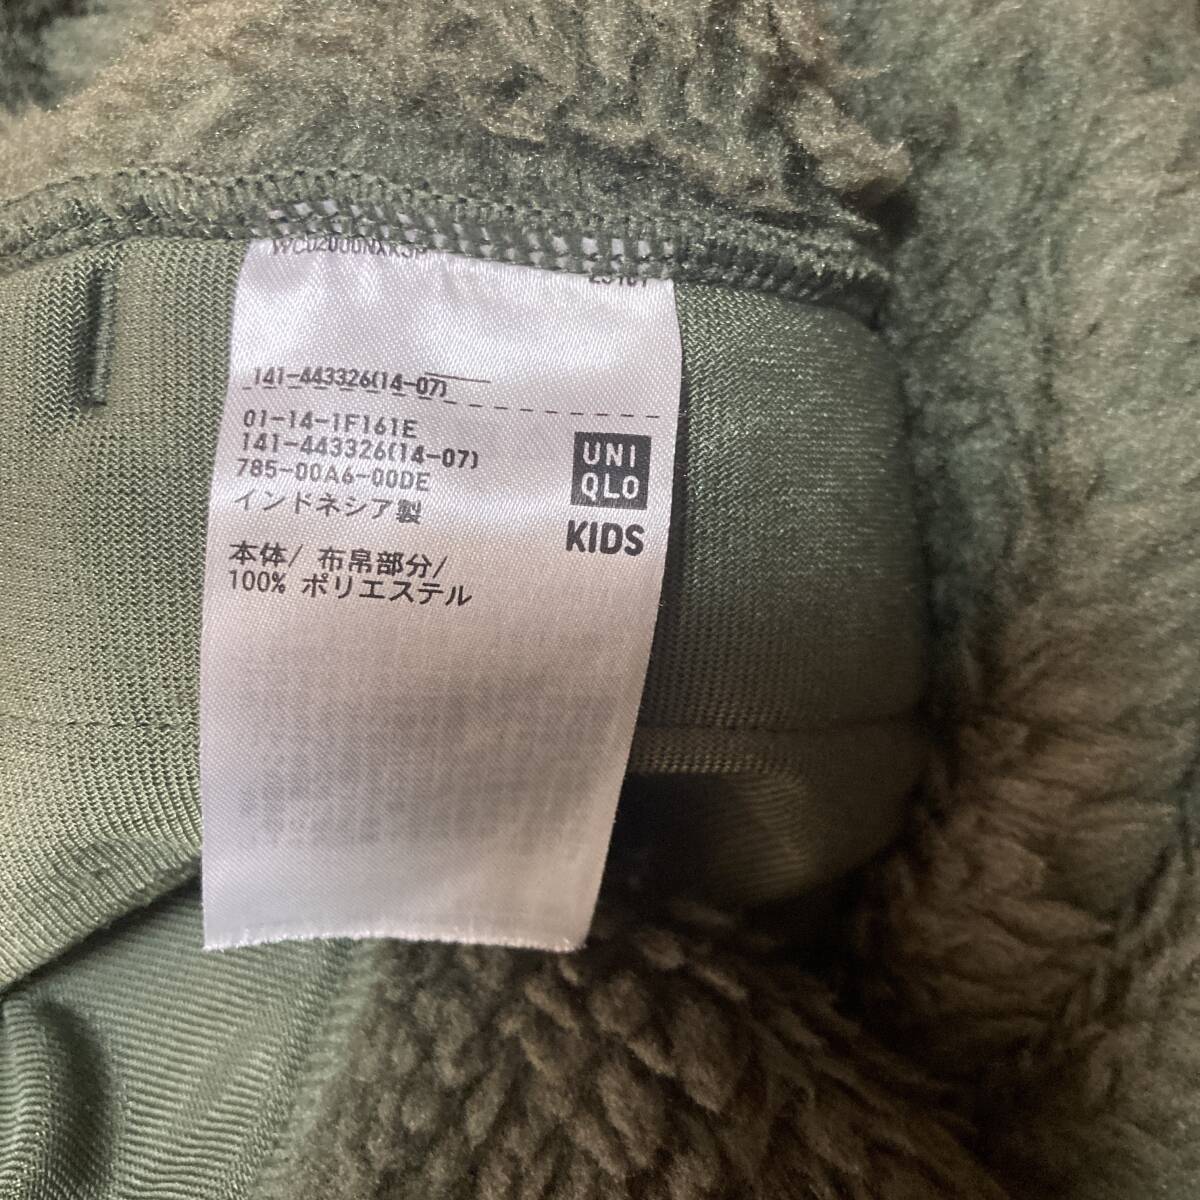 141-443326(14-07)
01-14-1F161E
141-443326(14-07)
785-00A6-00DE
インドネシア製
UNI
QLO
KIDS
本体/ 布帛部分/
100% ポリエステル